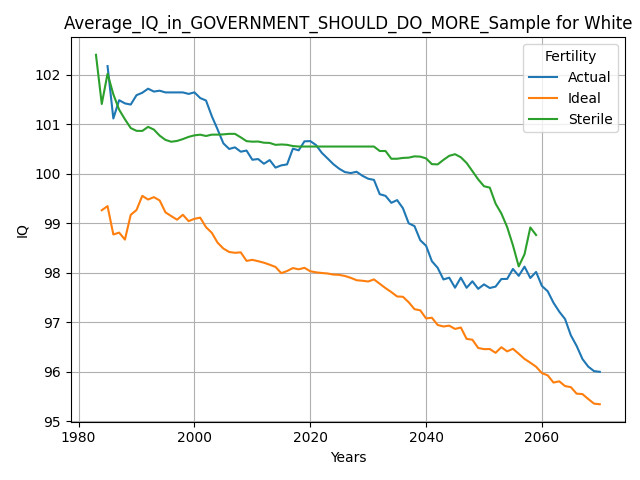 Average_IQ_in_GOVERNMENT_SHOULD_DO_MORE_Sample for White
Fertility
Actual
Ideal
Sterile
IQ
102
101
100
99
98
97
96
95
1980
2000
2020
2040
2060
Years